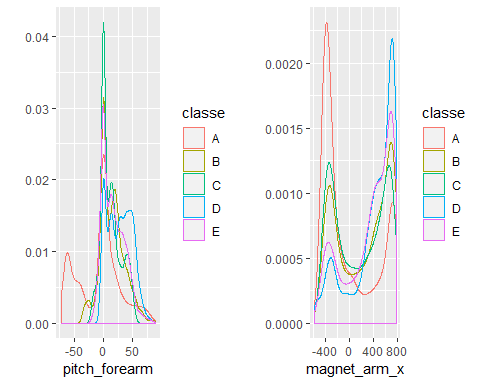 0.04
0.03
0.02
0.01
0.00
-50 0 50
pitch_forearm
classe
A
B
C
D
E
0.0020
0.0015
0.0010
0.0005
0.0000
-400 0 400 800
magnet_arm_x
classe
A
B
C
D
E